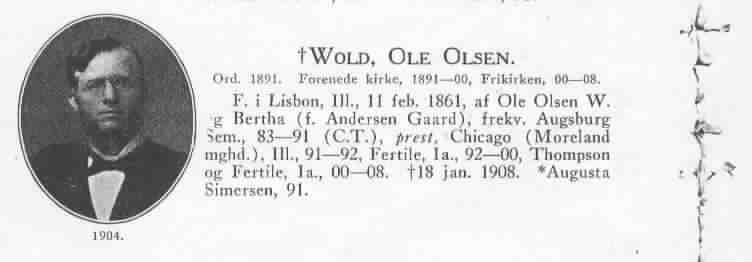 †WOLD, OLE OLSEN.
Ord. 1891. Forenede kirke, 1891—00, Frikirken, 00—08.
F. i Lisbon, Ill., 11 feb. 1861, af Ole Olsen W.
og Bertha (f. Andersen Gaard), frekv. Augsburg
Sem., 83—91 (C.T.), prest, Chicago (Moreland
mghd.), Ill., 91—92, Fertile, Ia., 92—00, Thompson
og Fertile, Ia., 00—08. †18 jan. 1908. *Augusta
Simersen, 91.
1904.